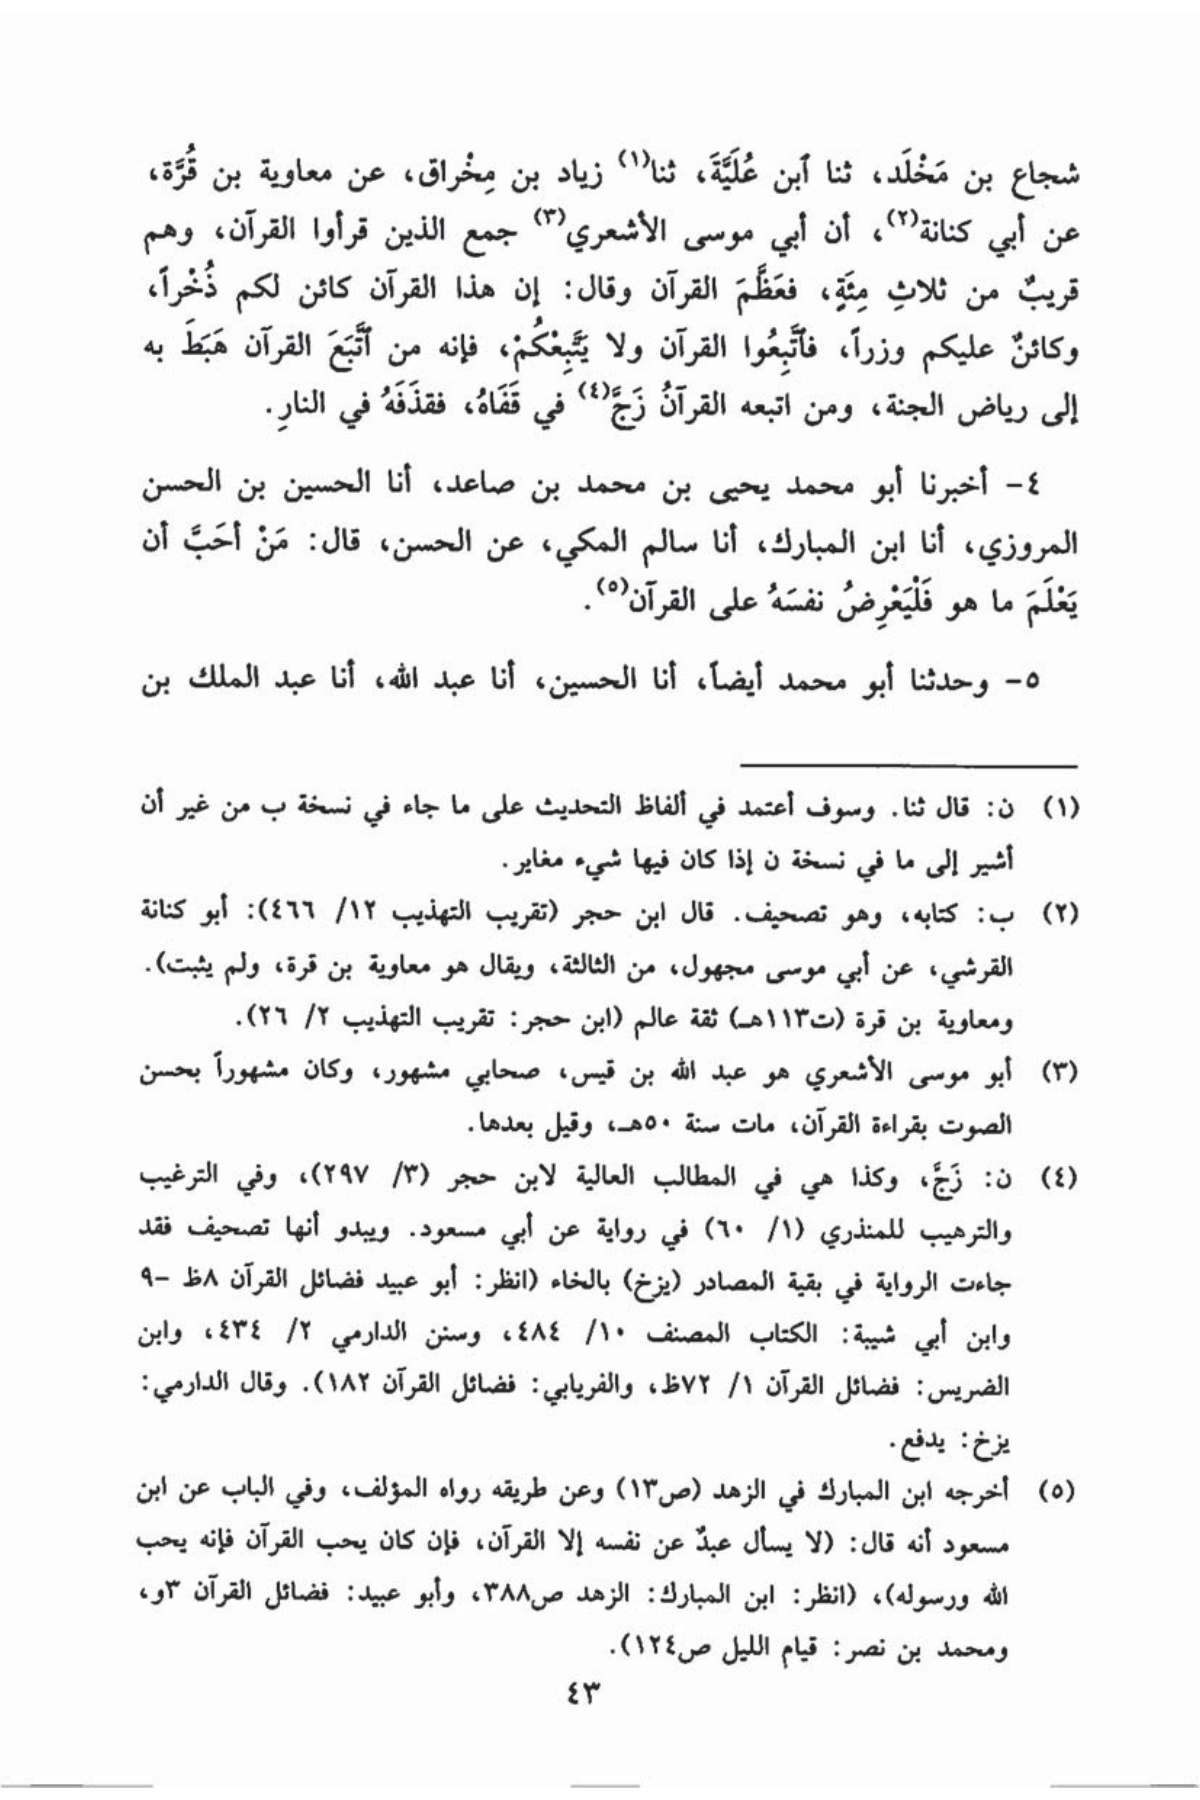 شجاع بن مَخْلَد، ثنا ٱبن عُلَيَّةَ، ثنا(١) زياد بن مِخْراق، عن معاوية بن قُرَّة،
عن أبي كنانة(٢)، أن أبي موسى الأشعري(٣) جمع الذين قرأوا القرآن، وهم
قريبٌ من ثلاثِ مِئَةٍ، فعَظَّمَ القرآن وقال: إن هذا القرآن كائن لكم ذُخْراً،
وكائنٌ عليكم وزراً، فٱتَّبِعُوا القرآن ولا يَتَّبِعْكُمْ، فإنه من ٱتَّبَعَ القرآن هَبَطَ به
إلى رياض الجنة، ومن اتبعه القرآنُ زَجَّ(٤) في قَفَاهُ، فقذَفَهُ في النارِ.
٤- أخبرنا أبو محمد يحيى بن محمد بن صاعد، أنا الحسين بن الحسن
المروزي، أنا ابن المبارك، أنا سالم المكي، عن الحسن، قال: مَنْ أحَبَّ أن
يَعْلَمَ ما هو فَلْيَعْرِضُ نفسَهُ على القرآن(٥).
٥- وحدثنا أبو محمد أيضاً، أنا الحسين، أنا عبد الله، أنا عبد الملك بن
(١) ن: قال ثنا. وسوف أعتمد في ألفاظ التحديث على ما جاء في نسخة ب من غير أن
أشير إلى ما في نسخة ن إذا كان فيها شيء مغاير.
(٢) ب: كتابه، وهو تصحيف. قال ابن حجر (تقريب التهذيب ١٢/ ٤٦٦): أبو كنانة
القرشي، عن أبي موسى مجهول، من الثالثة، ويقال هو معاوية بن قرة، ولم يثبت).
ومعاوية بن قرة (ت١١٣هـ) ثقة عالم (ابن حجر: تقريب التهذيب ٢/ ٢٦).
(٣) أبو موسى الأشعري هو عبد الله بن قيس، صحابي مشهور، وكان مشهوراً بحسن
الصوت بقراءة القرآن، مات سنة ٥٠هـ، وقيل بعدها.
(٤) ن: زَجَّ، وكذا هي في المطالب العالية لابن حجر (٣/ ٢٩٧)، وفي الترغيب
والترهيب للمنذري (١/ ٦٠) في رواية عن أبي مسعود. ويبدو أنها تصحيف فقد
جاءت الرواية في بقية المصادر (يزخ) بالخاء (انظر: أبو عبيد فضائل القرآن ٨ظ -٩
وابن أبي شيبة: الكتاب المصنف ١٠/ ٤٨٤، وسنن الدارمي ٢/ ٤٣٤، وابن
الضريس: فضائل القرآن ١/ ٧٢ظ، والفريابي: فضائل القرآن ١٨٢). وقال الدارمي:
يزخ: يدفع.
(٥) أخرجه ابن المبارك في الزهد (ص١٣) وعن طريقه رواه المؤلف، وفي الباب عن ابن
مسعود أنه قال: (لا يسأل عبدٌ عن نفسه إلا القرآن، فإن كان يحب القرآن فإنه يحب
الله ورسوله)، (انظر: ابن المبارك: الزهد ص٣٨٨، وأبو عبيد: فضائل القرآن ٣و،
ومحمد بن نصر: قيام الليل ص١٢٤).
٤٣